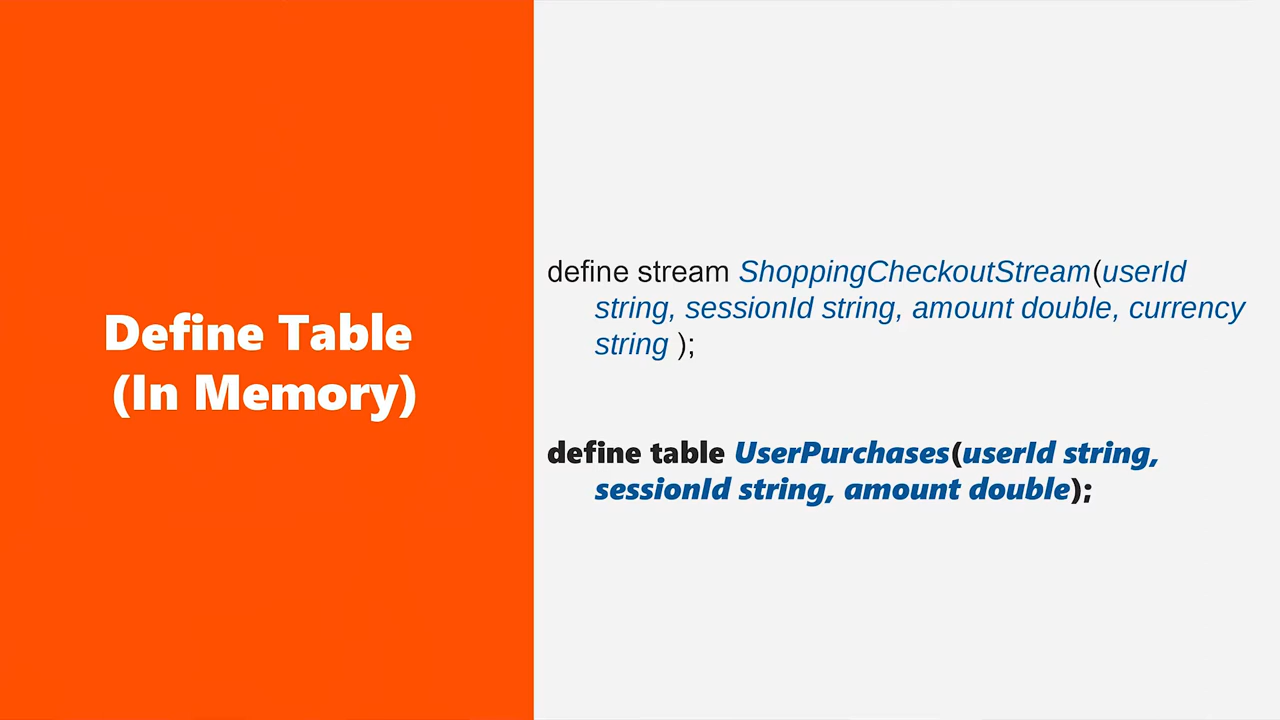 Define Table
(In Memory)
define stream ShoppingCheckoutStream(userId
string, sessionId string, amount double, currency
string );
define table UserPurchases(userId string,
sessionId string, amount double);